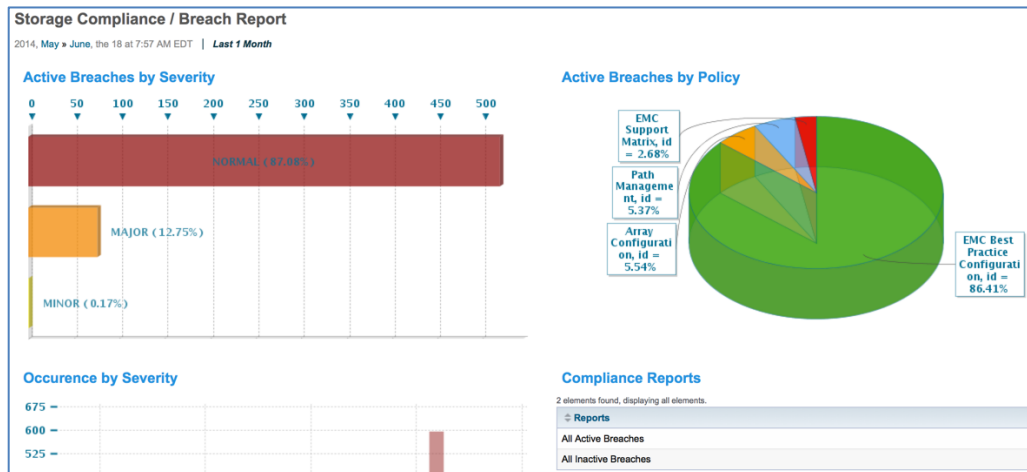 Storage Compliance / Breach Report
2014, May » June, the 18 at 7:57 AM EDT | Last 1 Month
Active Breaches by Severity
0 50 100 150 200 250 300 350 400 450 500
NORMAL ( 87.08%)
MAJOR ( 12.75%)
MINOR ( 0.17%)
Active Breaches by Policy
EMC
Support
Matrix, id
= 2.68%
Path
Manageme
nt, id =
5.37%
Array
Configurati
on, id =
5.54%
EMC Best
Practice
Configurati
on, id =
86.41%
Occurence by Severity
675
600
525
Compliance Reports
2 elements found, displaying all elements.
Reports
All Active Breaches
All Inactive Breaches